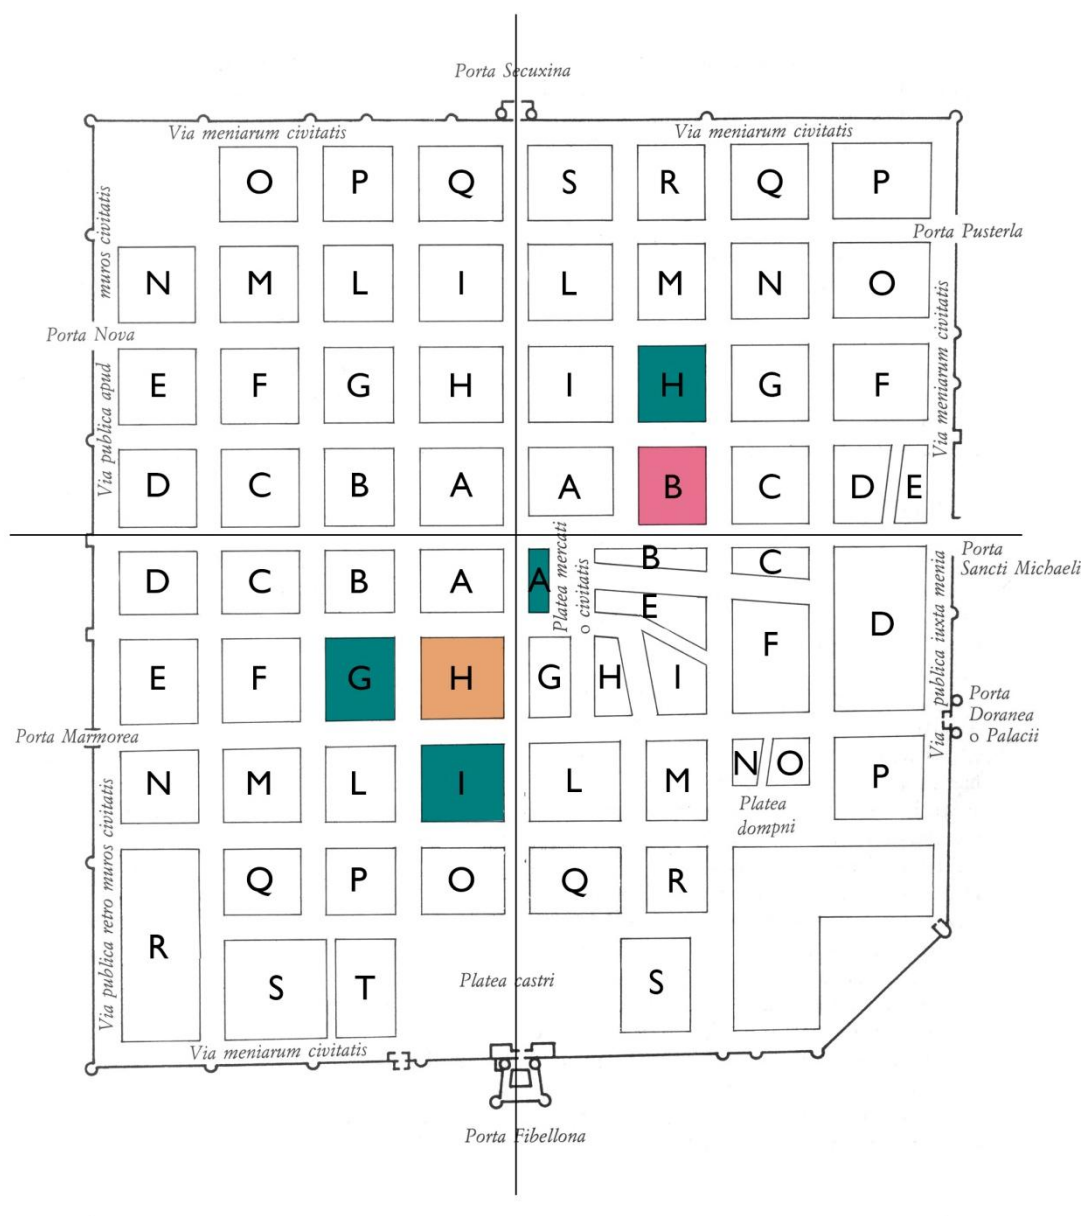 Porta Secuxina
Via meniarum civitatis
Via meniarum civitatis
O P Q S R Q P
muros civitatis
Porta Pusterla
N M L I L M N O
Porta Nova
Via meniarum civitatis
E F G H I H G F
Via publica apud
D C B A A B C D E
Platea mercati
o civitatis
Porta
Sancti Michaeli
D C B A A B C
E D
publica iuxta menia
E F G H G H I F
Porta
Doranea
o Palacii
Via
Porta Marmorea
N M L I L M N O P
Platea
dompni
Via publica retro muros civitatis
Q P O Q R
R S T
Platea castri
S
Via meniarum civitatis
Porta Fibellona